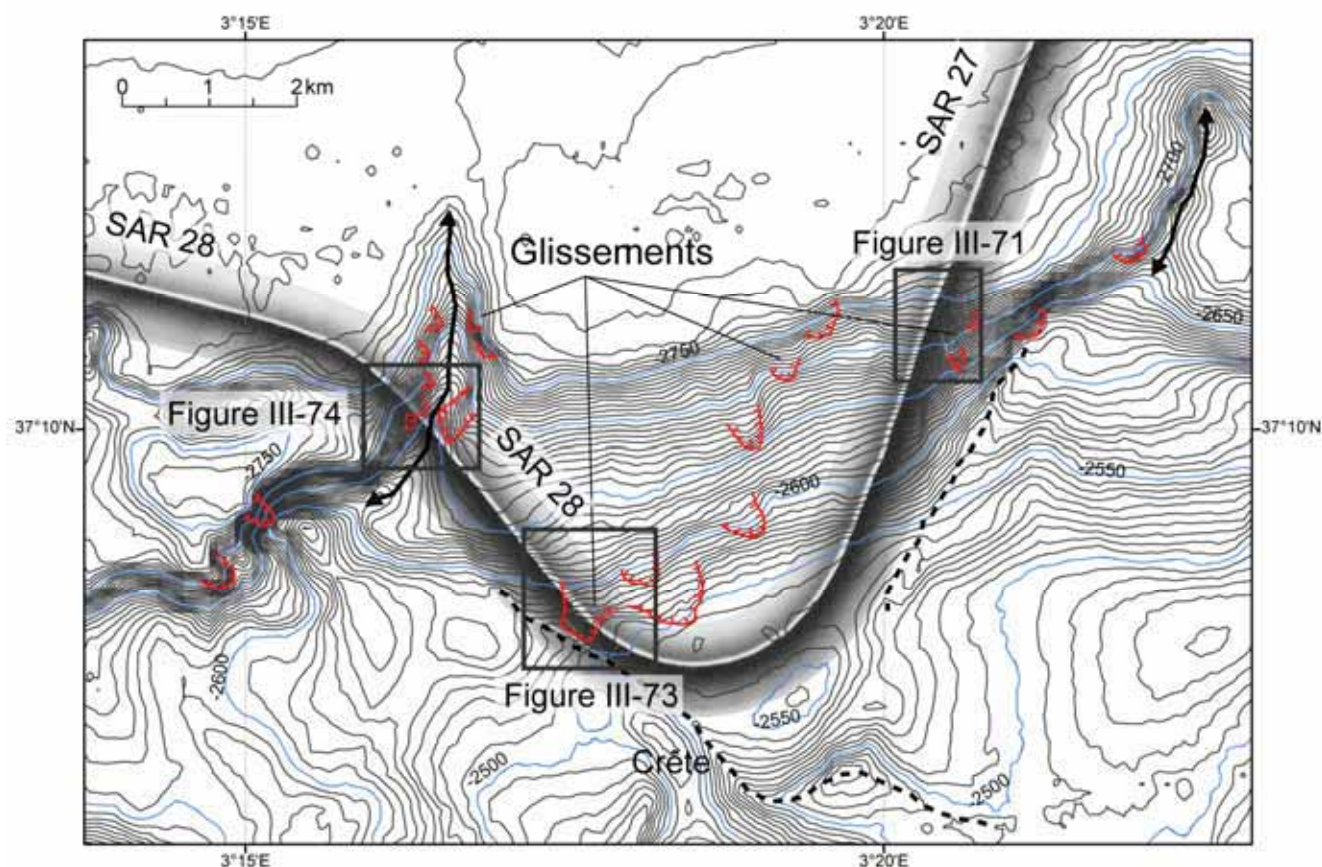 3°15'E
3°20'E
0 1 2 km
SAR 27
SAR 28
2700
Figure III-71
Glissements
-2650
-2750
Figure III-74
37°10'N
37°10'N
-2750
SAR 28
-2600
-2550
-2600
Figure III-73
-2550
Crête
-2500
-2500
3°15'E
3°20'E